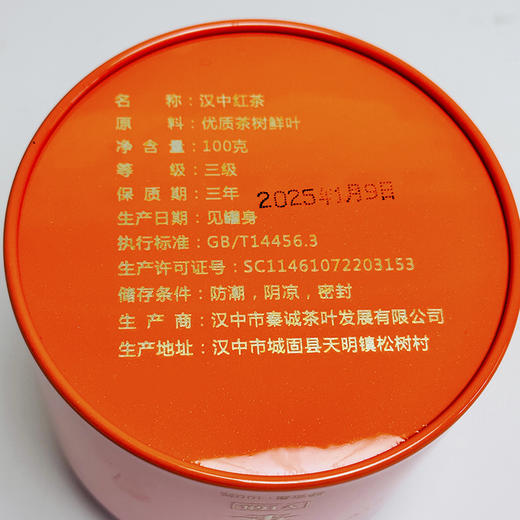 名　称：汉中红茶
原　料：优质茶树鲜叶
净 含 量：100克
等　级：三级
保 质 期：三年 2025年1月9日
生产日期：见罐身
执行标准：GB/T14456.3
生产许可证号：SC11461072203153
储存条件：防潮，阴凉，密封
生 产 商：汉中市秦诚茶叶发展有限公司
生产地址：汉中市城固县天明镇松树村